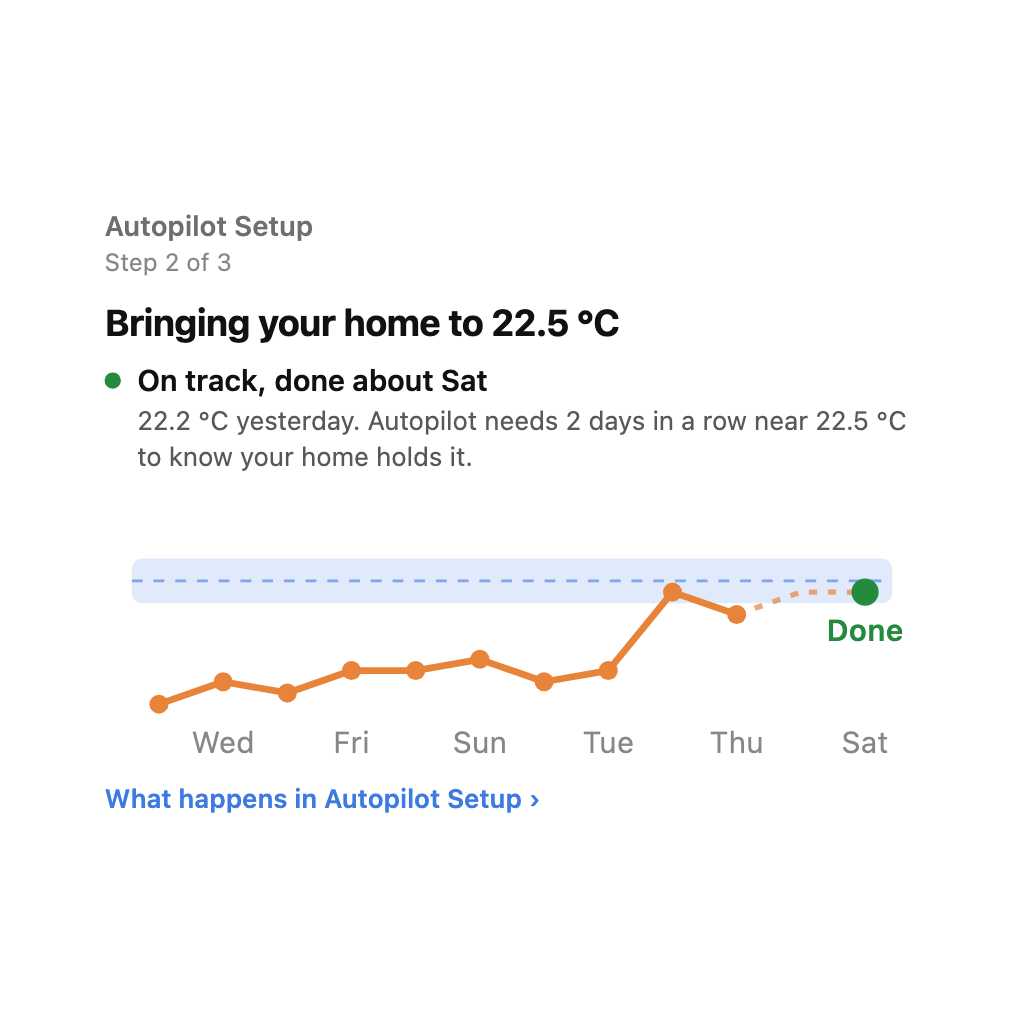 Autopilot Setup
Step 2 of 3
Bringing your home to 22.5 °C
On track, done about Sat
22.2 °C yesterday. Autopilot needs 2 days in a row near 22.5 °C
to know your home holds it.
Done
Wed Fri Sun Tue Thu Sat
What happens in Autopilot Setup ›